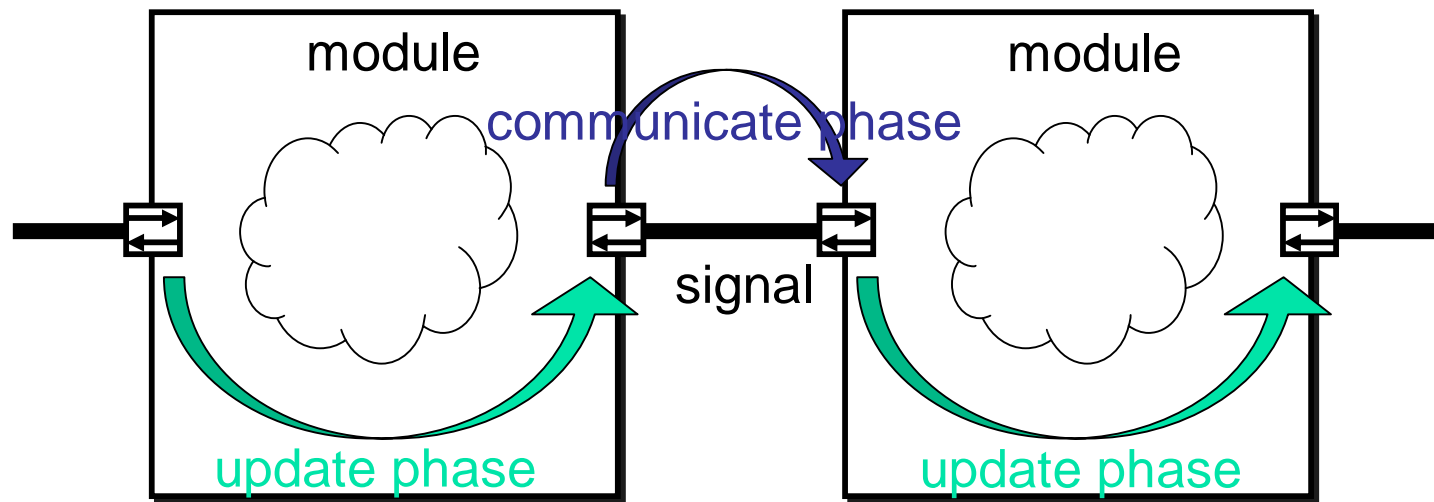 module
module
communicate phase
signal
update phase
update phase